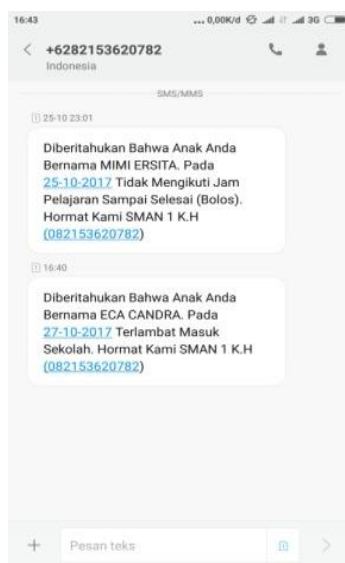 16:43 ... 0,00K/d 3G
+6282153620782
Indonesia
SMS/MMS
25-10 23:01
Diberitahukan Bahwa Anak Anda
Bernama MIMI ERSITA. Pada
25-10-2017 Tidak Mengikuti Jam
Pelajaran Sampai Selesai (Bolos).
Hormat Kami SMAN 1 K.H
(082153620782)
16:40
Diberitahukan Bahwa Anak Anda
Bernama ECA CANDRA. Pada
27-10-2017 Terlambat Masuk
Sekolah. Hormat Kami SMAN 1 K.H
(082153620782)
Pesan teks